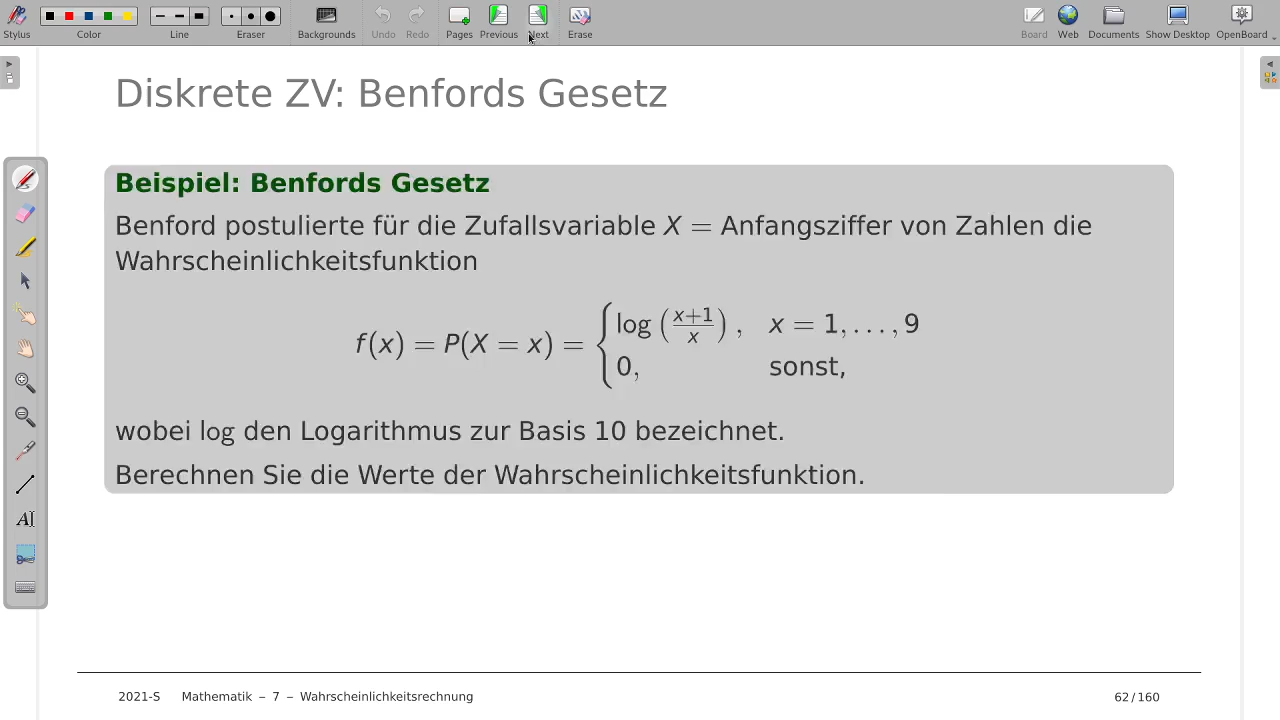 Stylus Color Line Eraser Backgrounds Undo Redo Pages Previous Next Erase Board Web Documents Show Desktop OpenBoard
Diskrete ZV: Benfords Gesetz
Beispiel: Benfords Gesetz
Benford postulierte für die Zufallsvariable X = Anfangsziffer von Zahlen die
Wahrscheinlichkeitsfunktion
f(x) = P(X = x) = { log ( (x+1)/x ) , x = 1, . . . , 9
0, sonst,
wobei log den Logarithmus zur Basis 10 bezeichnet.
Berechnen Sie die Werte der Wahrscheinlichkeitsfunktion.
AI
2021-S Mathematik – 7 – Wahrscheinlichkeitsrechnung 62 / 160